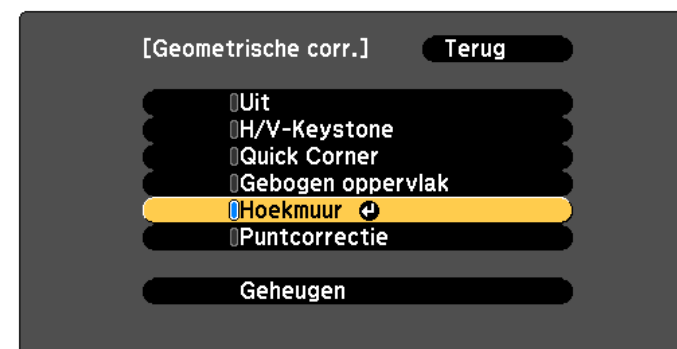 [Geometrische corr.] Terug
Uit
H/V-Keystone
Quick Corner
Gebogen oppervlak
Hoekmuur
Puntcorrectie
Geheugen